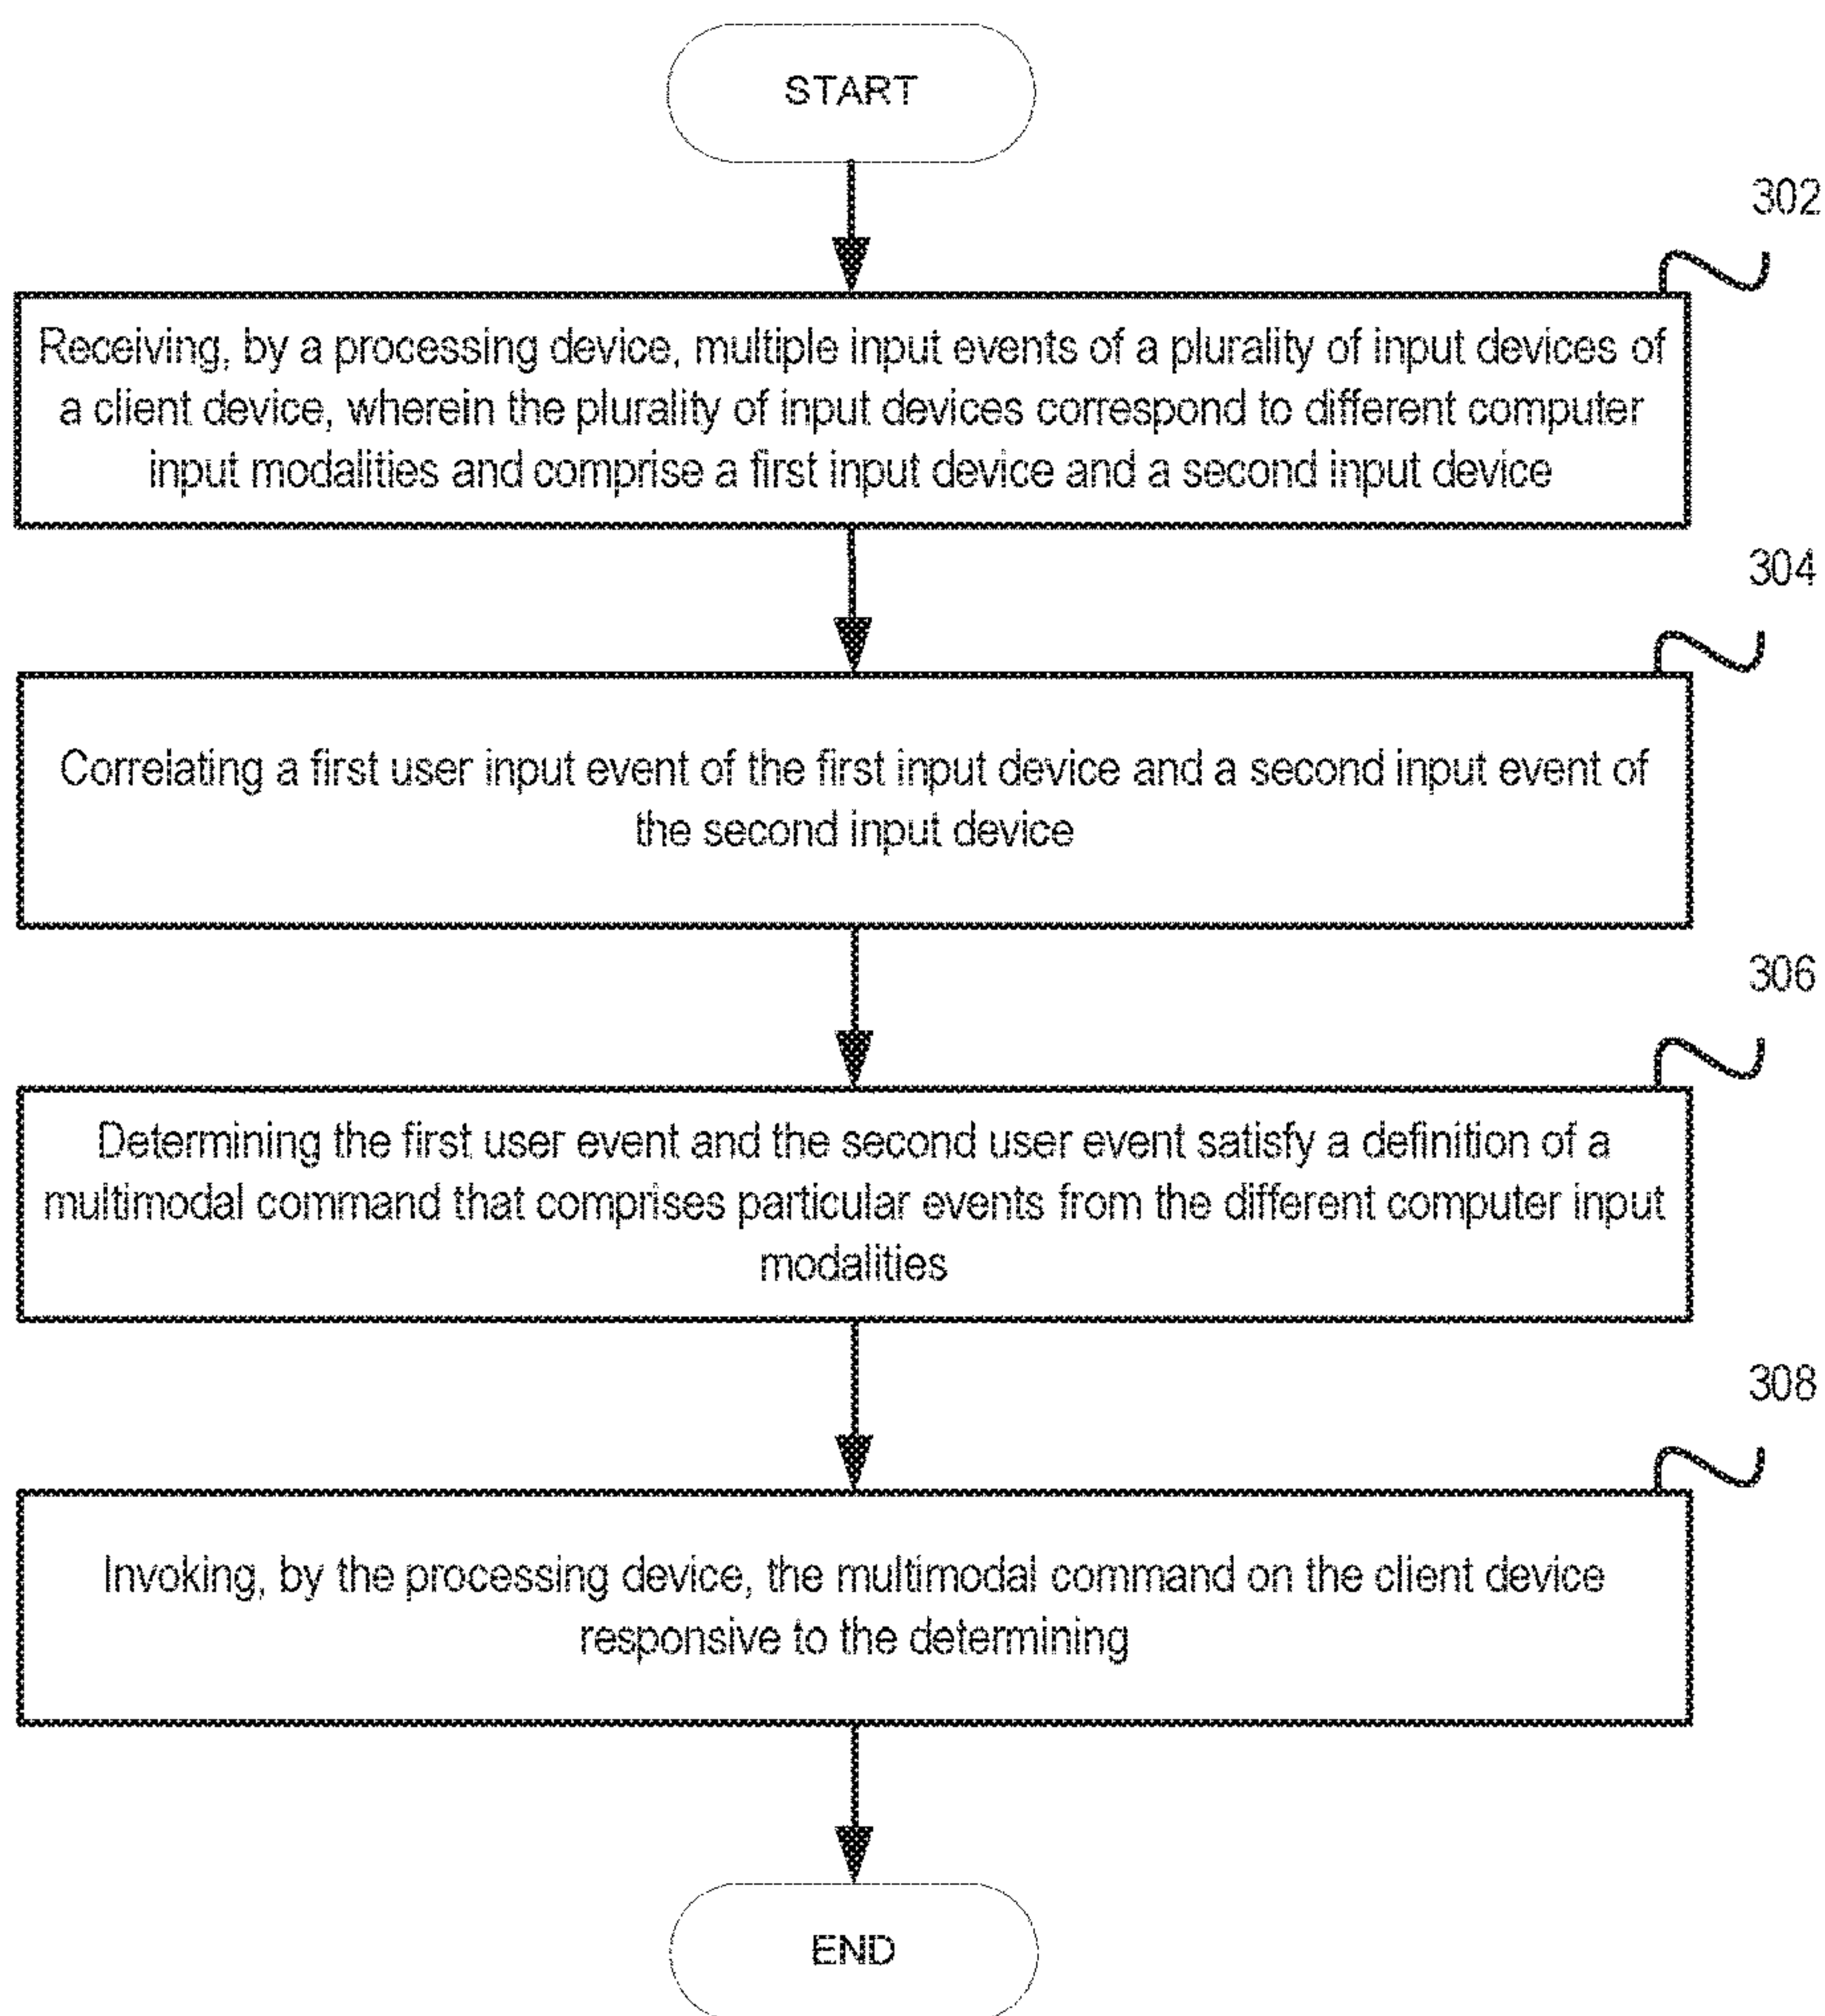 START
302
Receiving, by a processing device, multiple input events of a plurality of input devices of
a client device, wherein the plurality of input devices correspond to different computer
input modalities and comprise a first input device and a second input device
304
Correlating a first user input event of the first input device and a second input event of
the second input device
306
Determining the first user event and the second user event satisfy a definition of a
multimodal command that comprises particular events from the different computer input
modalities
308
Invoking, by the processing device, the multimodal command on the client device
responsive to the determining
END